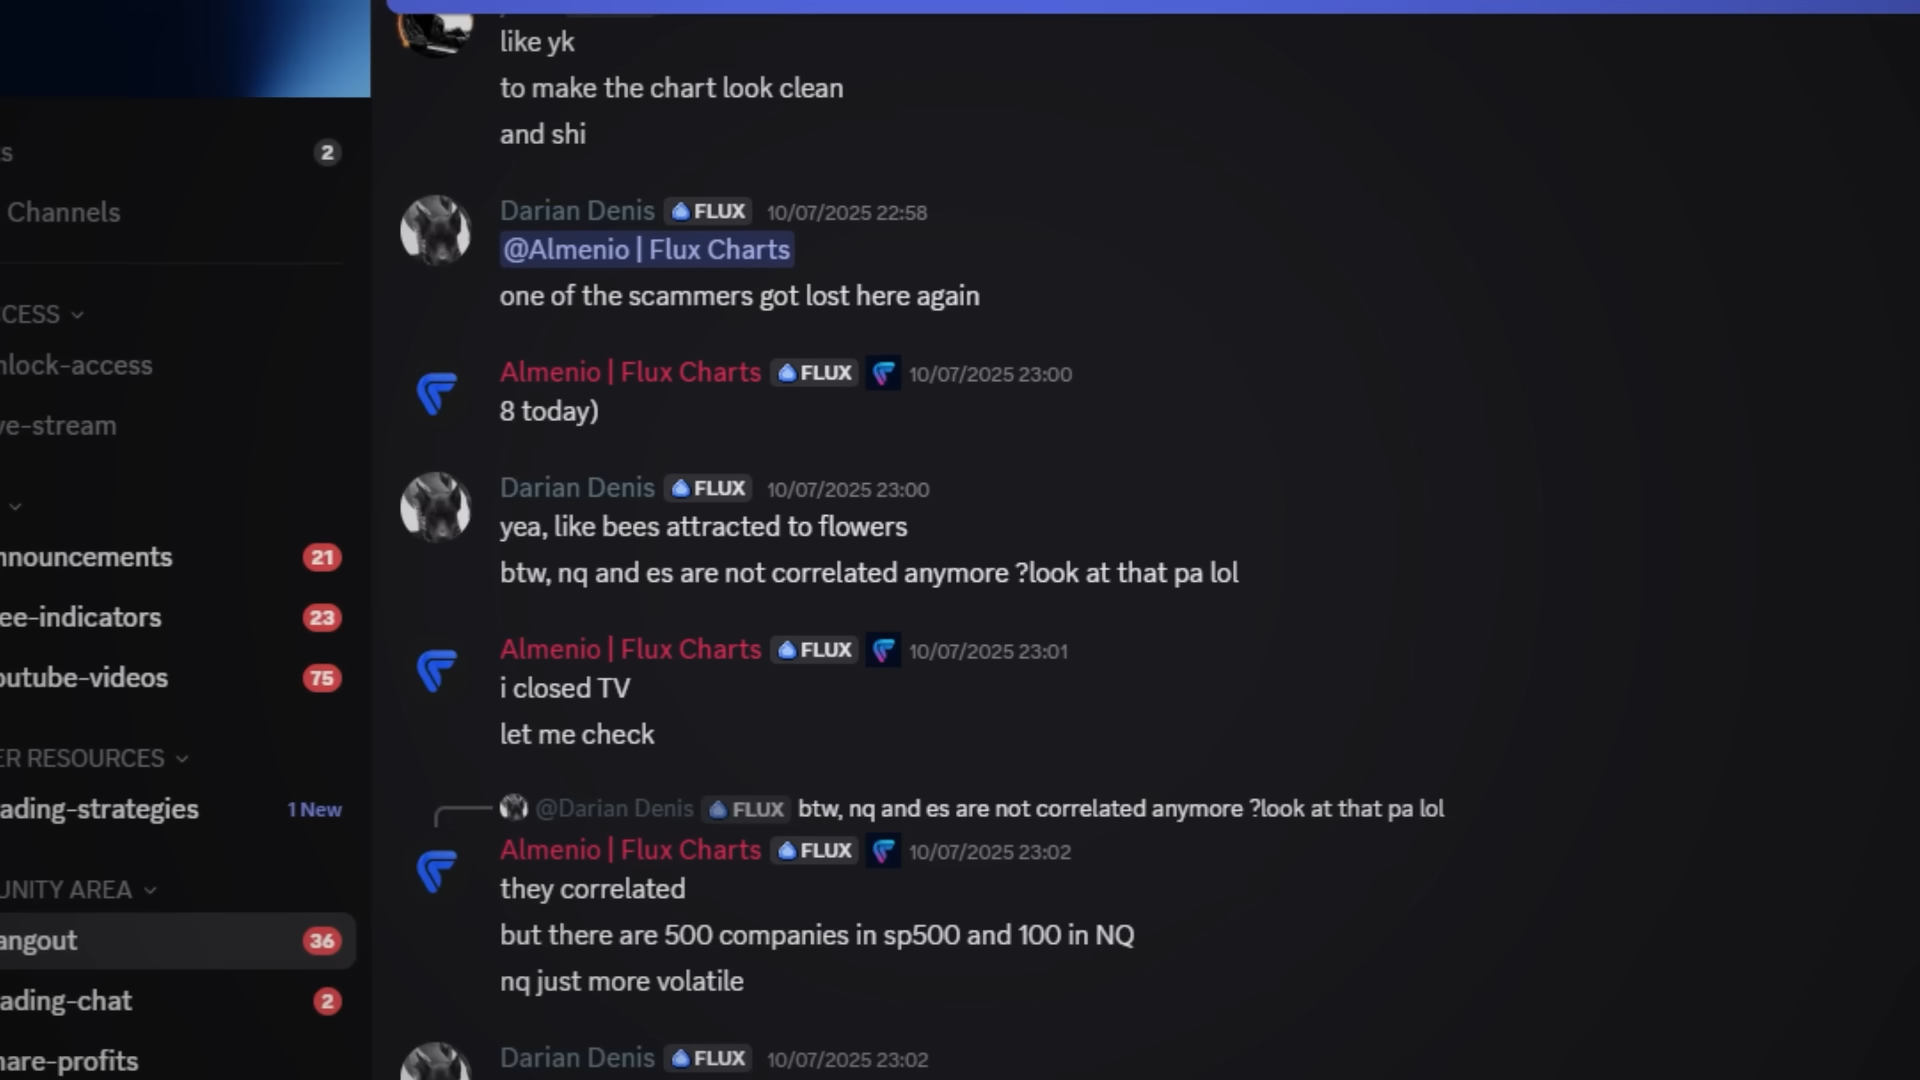 like yk
to make the chart look clean
and shi
s
2
Channels
Darian Denis FLUX 10/07/2025 22:58
@Almenio | Flux Charts
one of the scammers got lost here again
CESS
nlock-access
ve-stream
Almenio | Flux Charts FLUX 10/07/2025 23:00
8 today)
Darian Denis FLUX 10/07/2025 23:00
yea, like bees attracted to flowers
btw, nq and es are not correlated anymore ?look at that pa lol
nnouncements 21
ee-indicators 23
outube-videos 75
Almenio | Flux Charts FLUX 10/07/2025 23:01
i closed TV
let me check
ER RESOURCES
ading-strategies 1 New
@Darian Denis FLUX btw, nq and es are not correlated anymore ?look at that pa lol
Almenio | Flux Charts FLUX 10/07/2025 23:02
they correlated
but there are 500 companies in sp500 and 100 in NQ
nq just more volatile
UNITY AREA
angout 36
ading-chat 2
hare-profits
Darian Denis FLUX 10/07/2025 23:02